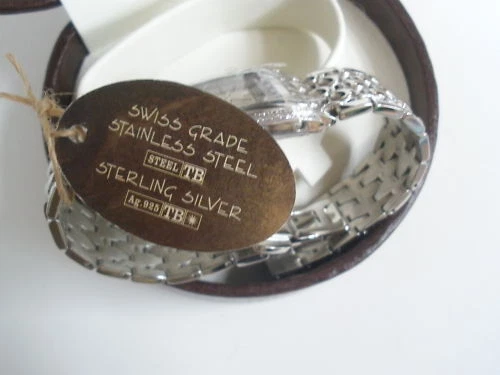 SWISS GRADE
STAINLESS STEEL
STEEL TB
STERLING SILVER
Ag.925 TB*